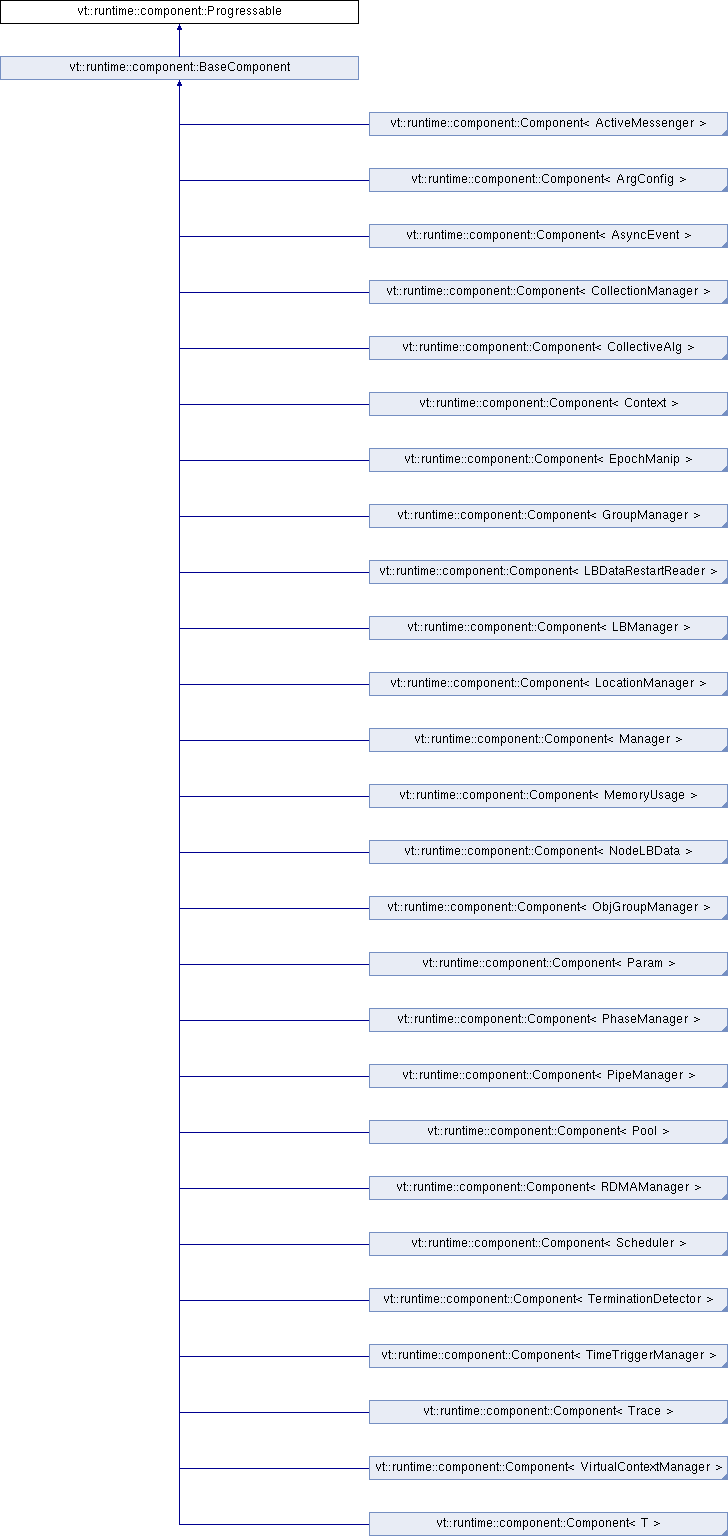 vt::runtime::component::Progressable
vt::runtime::component::BaseComponent
vt::runtime::component::Component< ActiveMessenger >
vt::runtime::component::Component< ArgConfig >
vt::runtime::component::Component< AsyncEvent >
vt::runtime::component::Component< CollectionManager >
vt::runtime::component::Component< CollectiveAlg >
vt::runtime::component::Component< Context >
vt::runtime::component::Component< EpochManip >
vt::runtime::component::Component< GroupManager >
vt::runtime::component::Component< LBDataRestartReader >
vt::runtime::component::Component< LBManager >
vt::runtime::component::Component< LocationManager >
vt::runtime::component::Component< Manager >
vt::runtime::component::Component< MemoryUsage >
vt::runtime::component::Component< NodeLBData >
vt::runtime::component::Component< ObjGroupManager >
vt::runtime::component::Component< Param >
vt::runtime::component::Component< PhaseManager >
vt::runtime::component::Component< PipeManager >
vt::runtime::component::Component< Pool >
vt::runtime::component::Component< RDMAManager >
vt::runtime::component::Component< Scheduler >
vt::runtime::component::Component< TerminationDetector >
vt::runtime::component::Component< TimeTriggerManager >
vt::runtime::component::Component< Trace >
vt::runtime::component::Component< VirtualContextManager >
vt::runtime::component::Component< T >